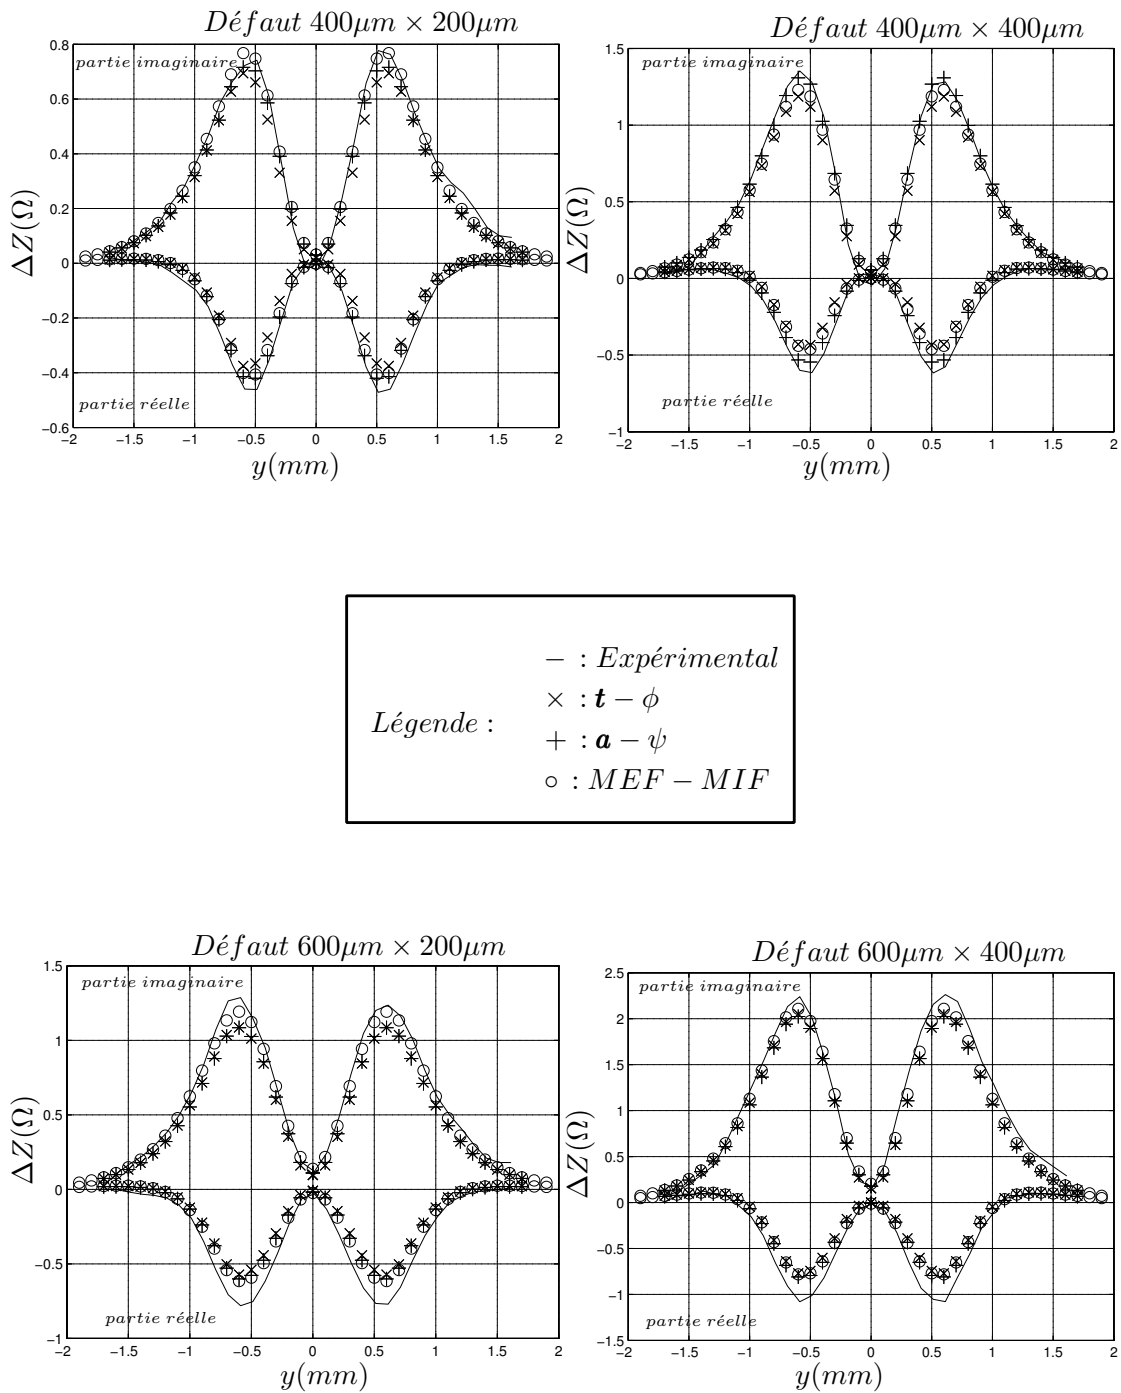 Défaut 400μm × 200μm
partie imaginaire
0.8
0.6
0.4
0.2
0
−0.2
−0.4
−0.6
ΔZ(Ω)
partie réelle
−2 −1.5 −1 −0.5 0 0.5 1 1.5 2
y(mm)
Défaut 400μm × 400μm
partie imaginaire
1.5
1
0.5
0
−0.5
−1
ΔZ(Ω)
partie réelle
−2 −1.5 −1 −0.5 0 0.5 1 1.5 2
y(mm)
Légende :
− : Expérimental
× : t − ϕ
+ : a − ψ
○ : MEF − MIF
Défaut 600μm × 200μm
partie imaginaire
1.5
1
0.5
0
−0.5
−1
ΔZ(Ω)
partie réelle
−2 −1.5 −1 −0.5 0 0.5 1 1.5 2
y(mm)
Défaut 600μm × 400μm
partie imaginaire
2.5
2
1.5
1
0.5
0
−0.5
−1
−1.5
ΔZ(Ω)
partie réelle
−2 −1.5 −1 −0.5 0 0.5 1 1.5 2
y(mm)